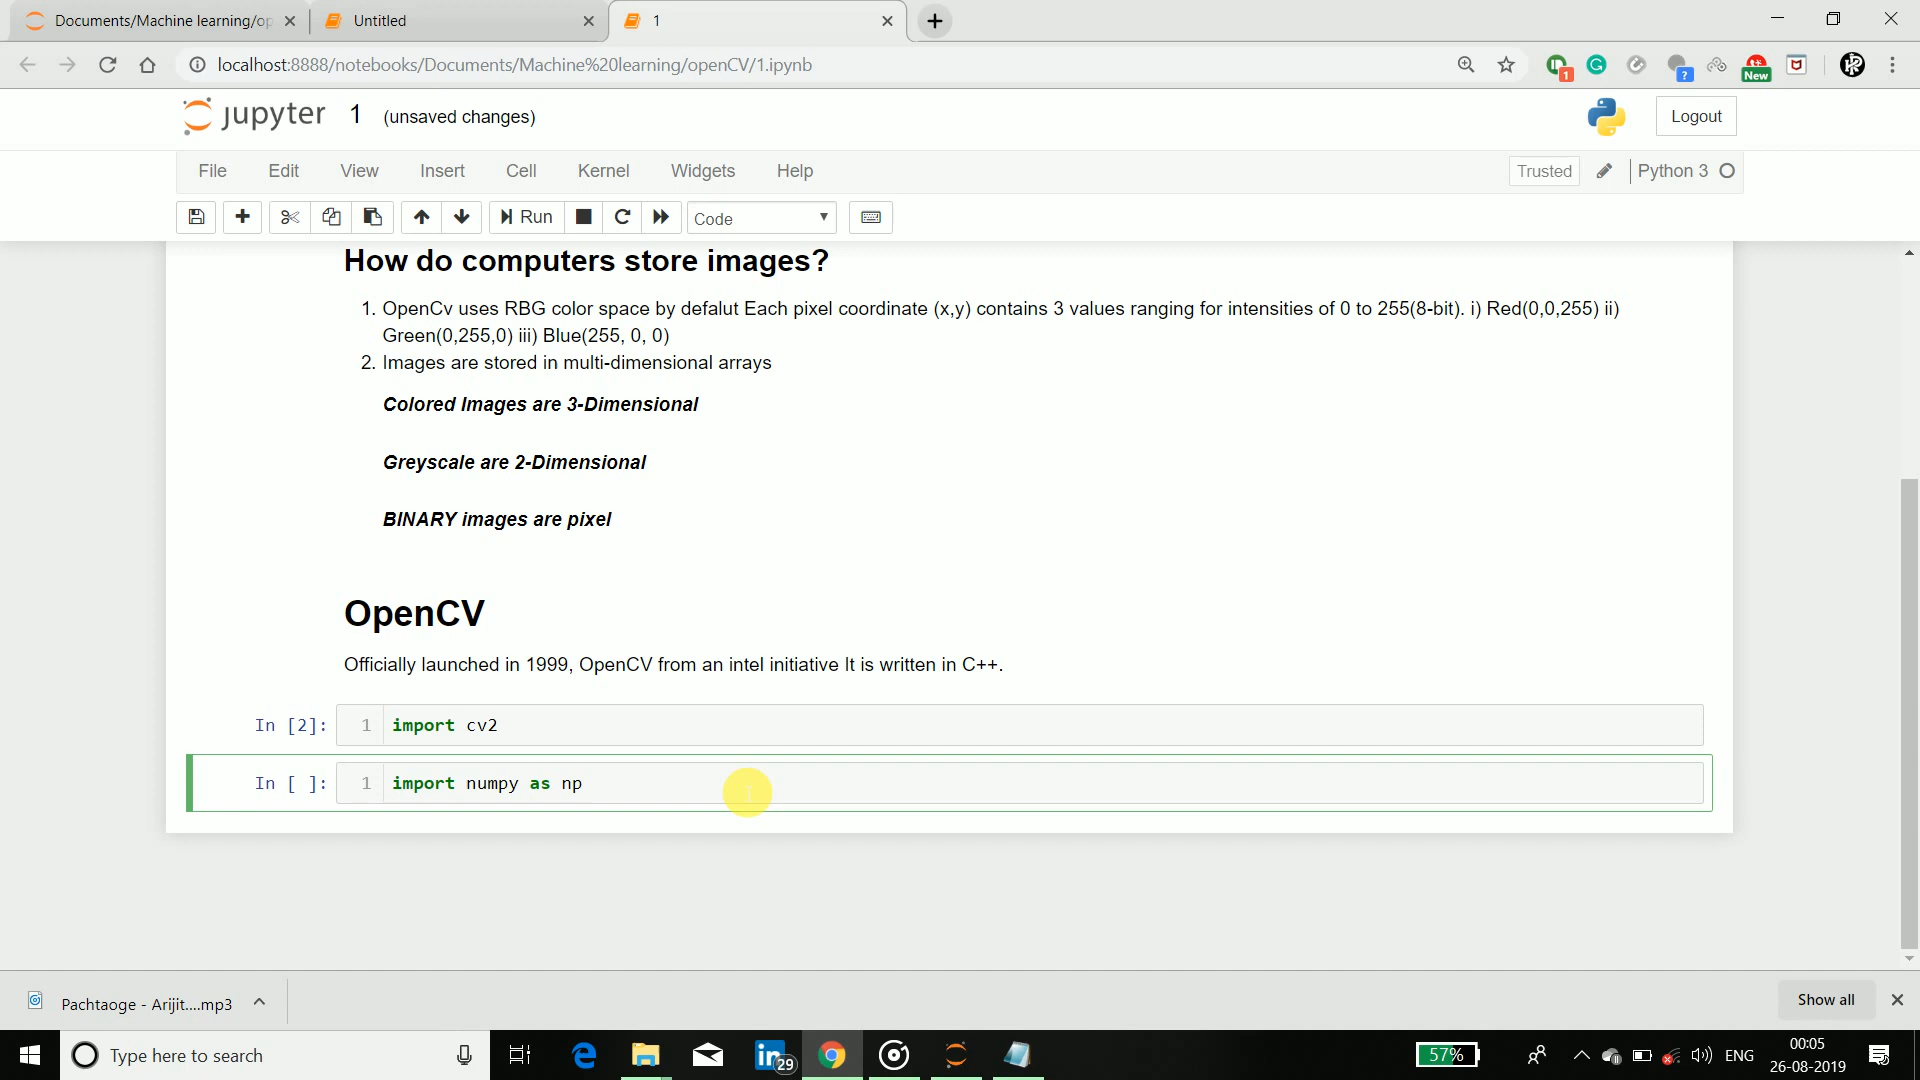 Documents/Machine learning/op
Untitled
1
localhost:8888/notebooks/Documents/Machine%20learning/openCV/1.ipynb
1
?
New
jupyter 1 (unsaved changes)
Logout
File Edit View Insert Cell Kernel Widgets Help
Trusted Python 3
Run
Code
How do computers store images?
1. OpenCv uses RBG color space by defalut Each pixel coordinate (x,y) contains 3 values ranging for intensities of 0 to 255(8-bit). i) Red(0,0,255) ii)
Green(0,255,0) iii) Blue(255, 0, 0)
2. Images are stored in multi-dimensional arrays
Colored Images are 3-Dimensional
Greyscale are 2-Dimensional
BINARY images are pixel
OpenCV
Officially launched in 1999, OpenCV from an intel initiative It is written in C++.
In [2]: 1 import cv2
In [ ]: 1 import numpy as np
Pachtaoge - Arijit....mp3
Show all
Type here to search
in 29
57%
ENG
00:05
26-08-2019